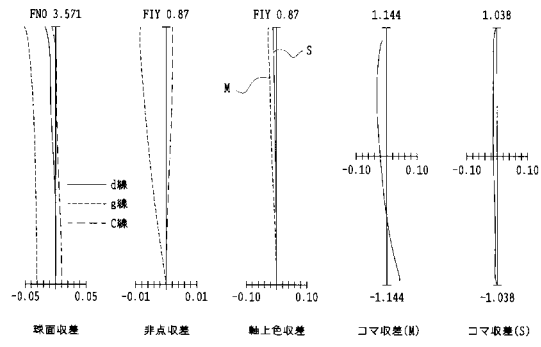 FNO 3.571
FIY 0.87
FIY 0.87
1.144
1.038
S
M
-0.10 0.10
-0.10 0.10
d線
g線
C線
-0.05 0.05
-0.01 0.01
-0.10 0.10
-1.144
-1.038
球面収差
非点収差
軸上色収差
コマ収差(M)
コマ収差(S)